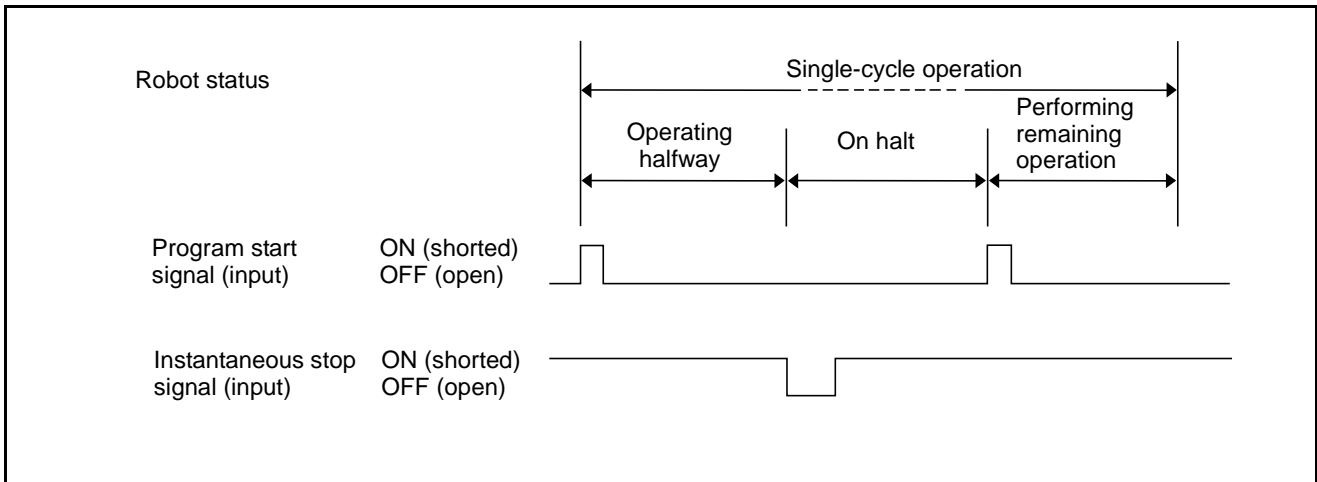 Robot status
Single-cycle operation
Operating
halfway
On halt
Performing
remaining
operation
Program start
signal (input)
ON (shorted)
OFF (open)
Instantaneous stop
signal (input)
ON (shorted)
OFF (open)